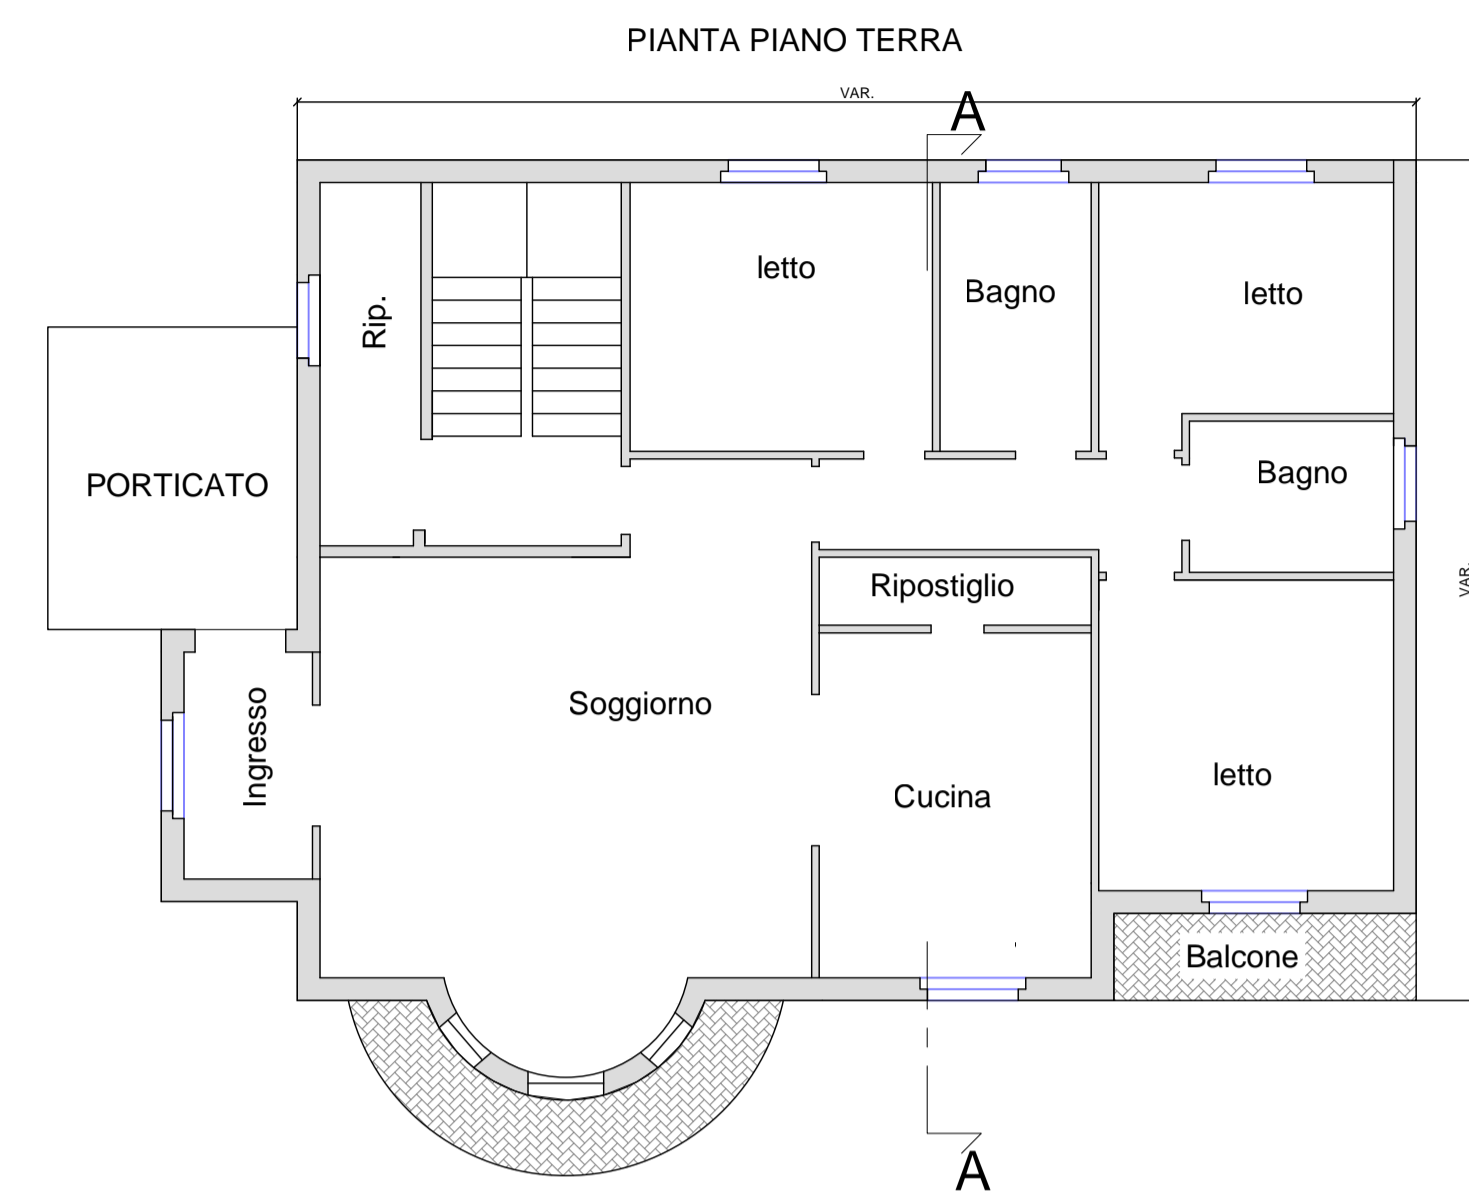 PIANTA PIANO TERRA
VAR.
A
letto
Bagno
letto
Rip.
PORTICATO
Bagno
Ripostiglio
VAR.
Soggiorno
Ingresso
Cucina
letto
Balcone
A